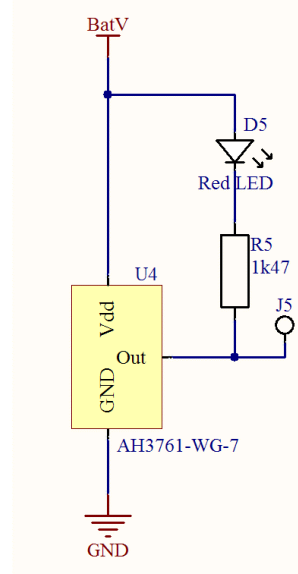 BatV
D5
Red LED
R5
1k47
U4
J5
Vdd
Out
GND
AH3761-WG-7
GND